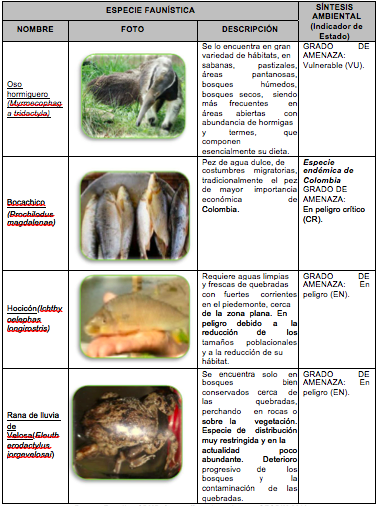 ESPECIE FAUNÍSTICA
SÍNTESIS
AMBIENTAL
(Indicador de
Estado)
NOMBRE
FOTO
DESCRIPCIÓN
Oso
hormiguero
(Myrmecophag
a tridactyla)
Se lo encuentra en gran
variedad de hábitats, en
sabanas, pastizales,
áreas pantanosas,
bosques húmedos,
bosques secos, siendo
más frecuentes en
áreas abiertas con
abundancia de hormigas
y termes, que
componen
esencialmente su dieta.
GRADO DE
AMENAZA:
Vulnerable (VU).
Bocachico
(Prochilodus
magdalenae)
Pez de agua dulce, de
costumbres migratorias,
tradicionalmente el pez
de mayor importancia
económica de
Colombia.
Especie
endémica de
Colombia
GRADO DE
AMENAZA:
En peligro crítico
(CR).
Hocicón(Ichthy
oelephas
longirostris)
Requiere aguas limpias
y frescas de quebradas
con fuertes corrientes
en el piedemonte, cerca
de la zona plana. En
peligro debido a la
reducción de los
tamaños poblacionales
y a la reducción de su
hábitat.
GRADO DE
AMENAZA: En
peligro (EN).
Rana de lluvia
de
Velosa(Eleuth
erodactylus
jorgevelosai)
Se encuentra solo en
bosques bien
conservados cerca de
las quebradas,
perchando en rocas o
sobre la vegetación.
Especie de distribución
muy restringida y en la
actualidad poco
abundante. Deterioro
progresivo de los
bosques y la
contaminación de las
quebradas.
GRADO DE
AMENAZA: En
peligro (EN).